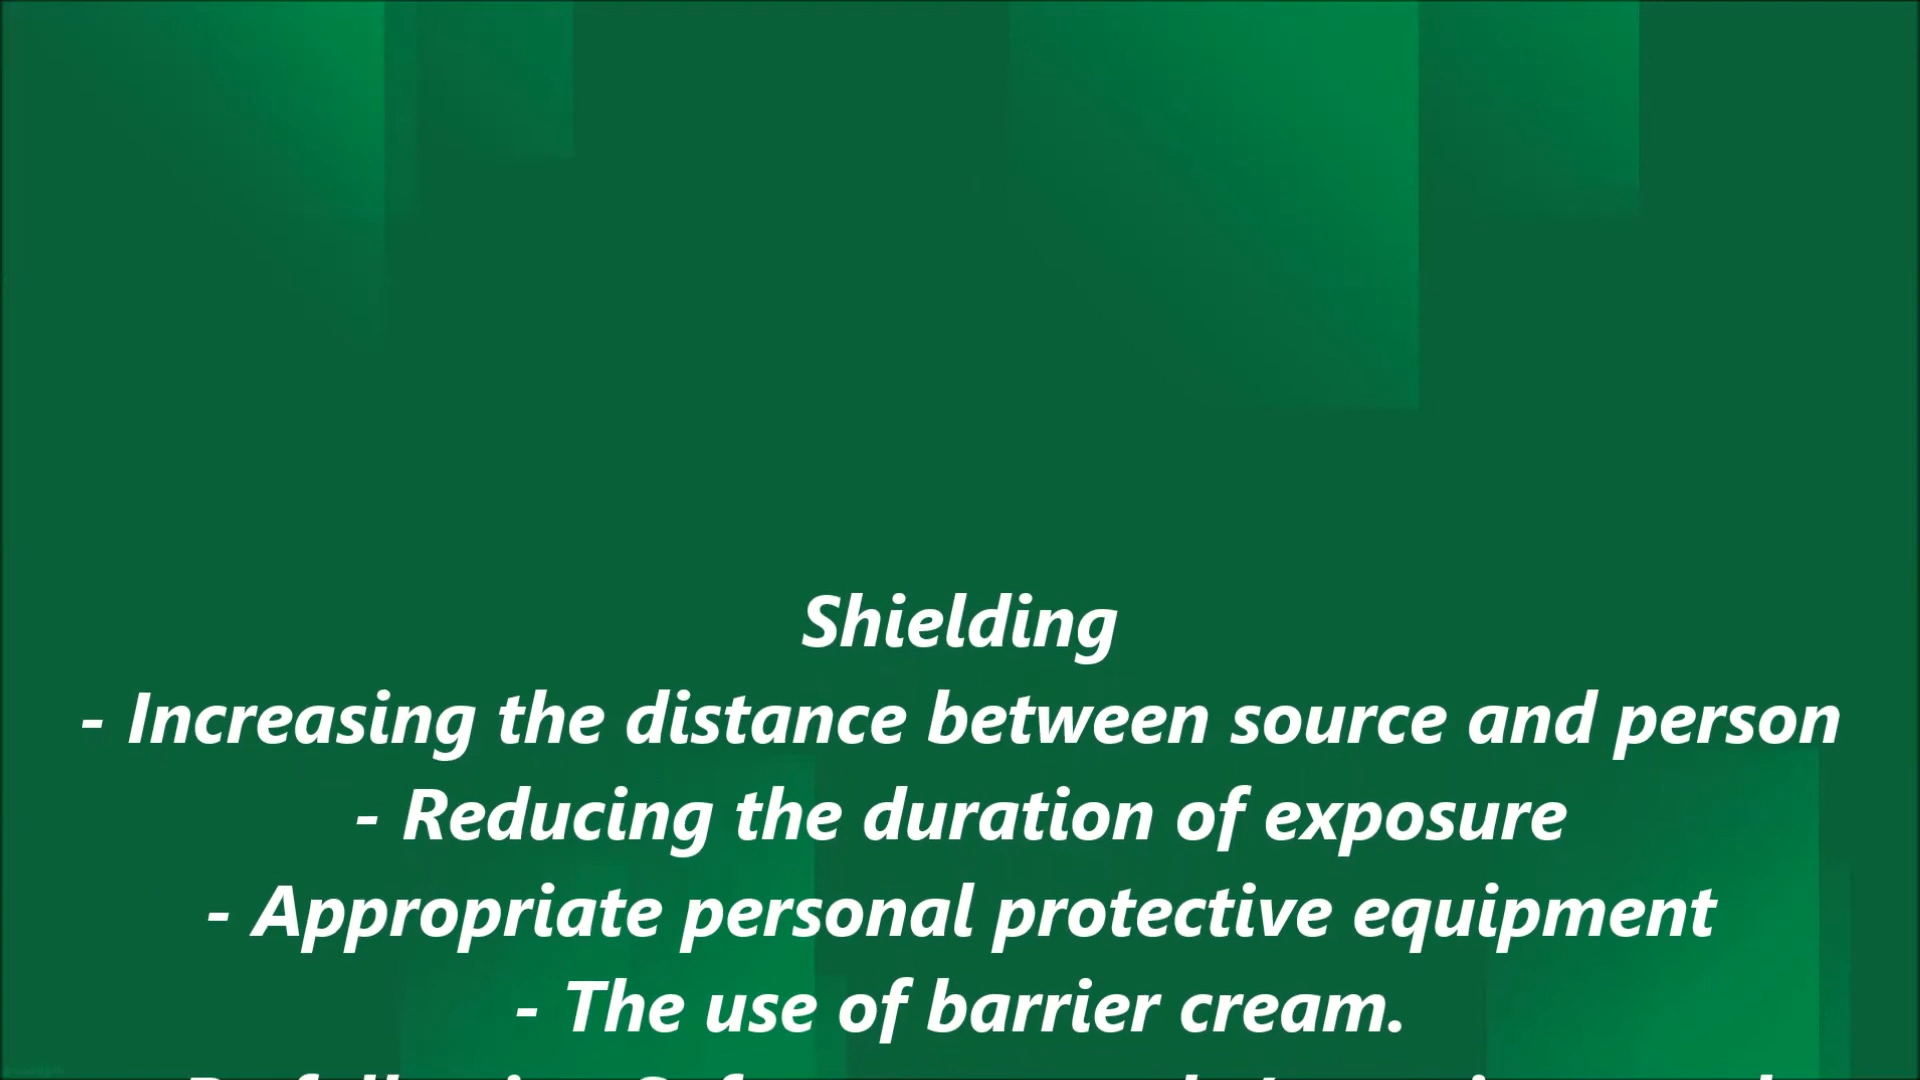 Shielding
- Increasing the distance between source and person
- Reducing the duration of exposure
- Appropriate personal protective equipment
- The use of barrier cream.